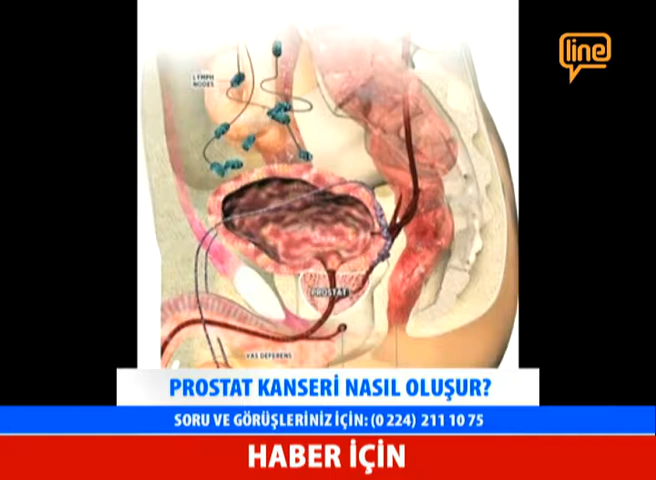 line
LYMPH
NODES
PROSTAT
VAS DEFERENS
PROSTAT KANSERİ NASIL OLUŞUR?
SORU VE GÖRÜŞLERİNİZ İÇİN: (0 224) 211 10 75
HABER İÇİN